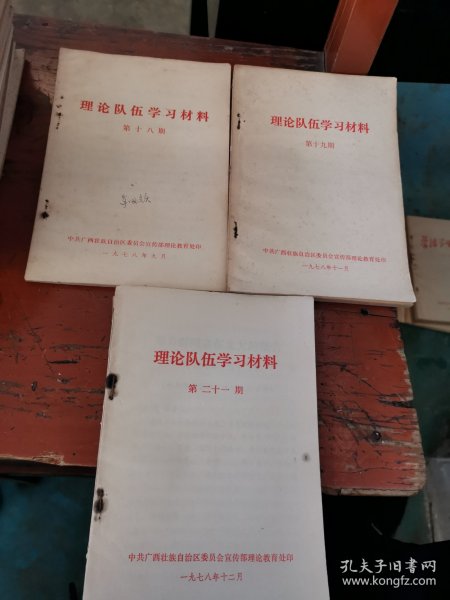 理论队伍学习材料
第十八期
中共广西壮族自治区委员会宣传部理论教育处印
一九七八年九月
理论队伍学习材料
第十九期
中共广西壮族自治区委员会宣传部理论教育处印
一九七八年十一月
理论队伍学习材料
第二十一期
中共广西壮族自治区委员会宣传部理论教育处印
一九七八年十二月
孔夫子旧书网
www.kongfz.com